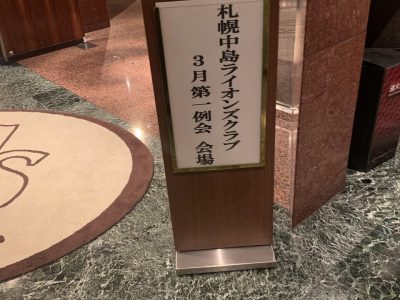 札幌中島ライオンズクラブ
３月第一例会 会場